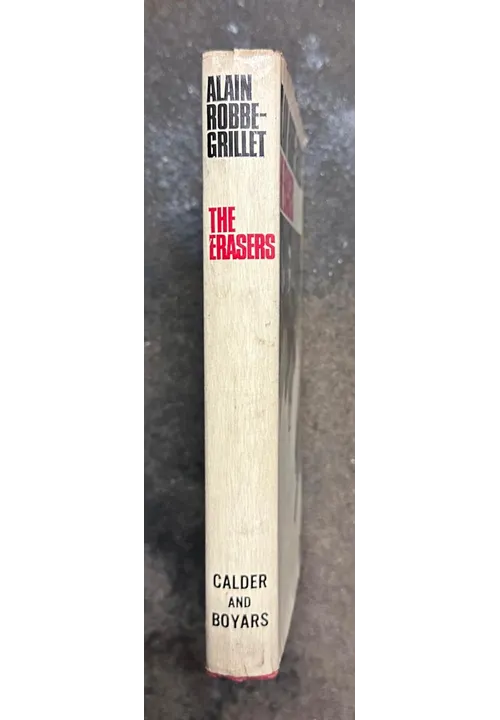 ALAIN
ROBBE-
GRILLET
THE
ERASERS
CALDER
AND
BOYARS